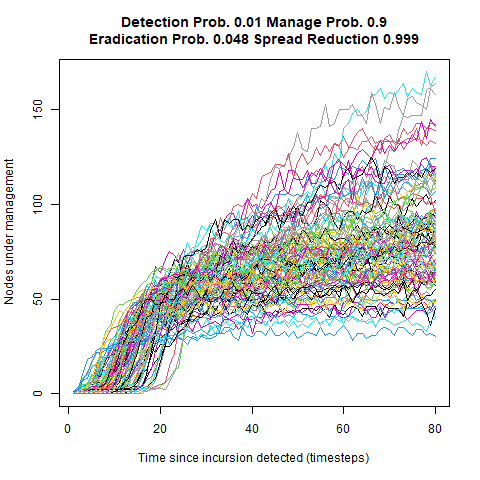 Detection Prob. 0.01 Manage Prob. 0.9
Eradication Prob. 0.048 Spread Reduction 0.999
Nodes under management
150
100
50
0
0 20 40 60 80
Time since incursion detected (timesteps)